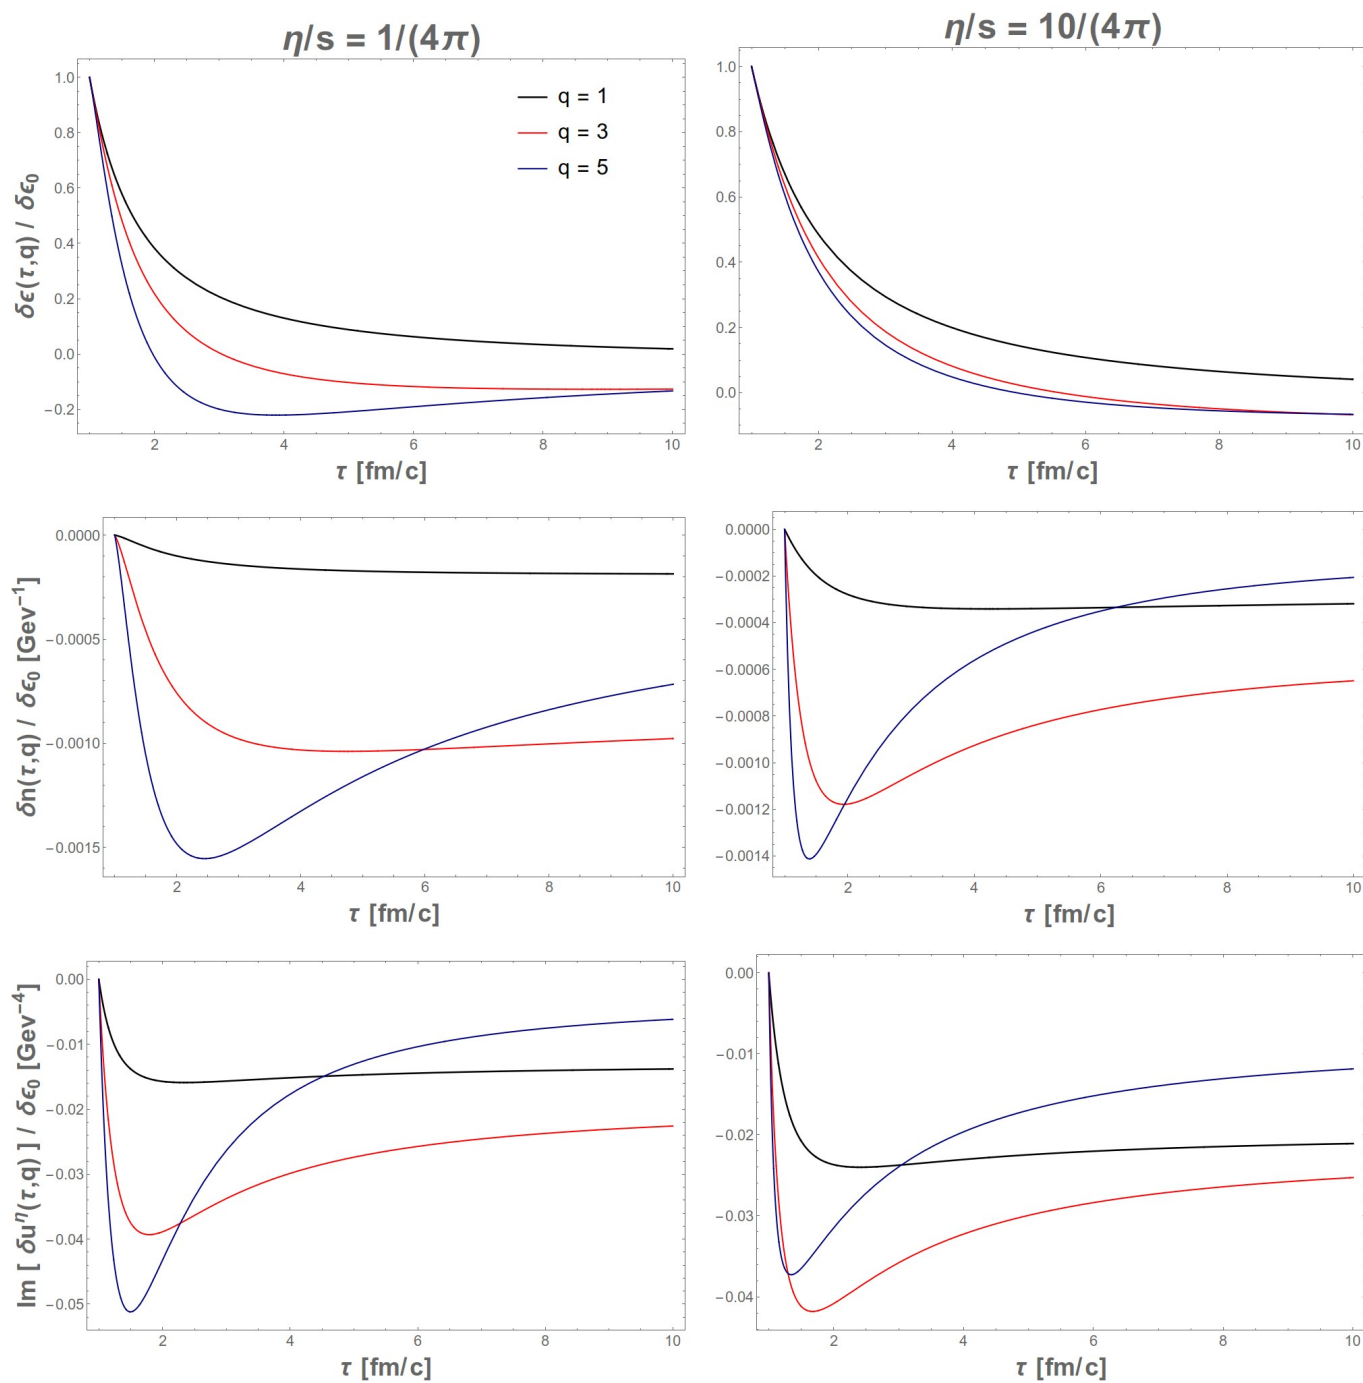 η/s = 1/(4π)
η/s = 10/(4π)
δϵ(τ,q) / δϵ₀
1.0
0.8
0.6
0.4
0.2
0.0
−0.2
q = 1
q = 3
q = 5
2 4 6 8 10
τ [fm/c]
1.0
0.8
0.6
0.4
0.2
0.0
2 4 6 8 10
τ [fm/c]
δn(τ,q) / δϵ₀ [Gev⁻¹]
0.0000
−0.0005
−0.0010
−0.0015
2 4 6 8 10
τ [fm/c]
0.0000
−0.0002
−0.0004
−0.0006
−0.0008
−0.0010
−0.0012
−0.0014
2 4 6 8 10
τ [fm/c]
Im [ δu^η(τ,q) ] / δϵ₀ [Gev⁻⁴]
0.00
−0.01
−0.02
−0.03
−0.04
−0.05
2 4 6 8 10
τ [fm/c]
0.00
−0.01
−0.02
−0.03
−0.04
2 4 6 8 10
τ [fm/c]